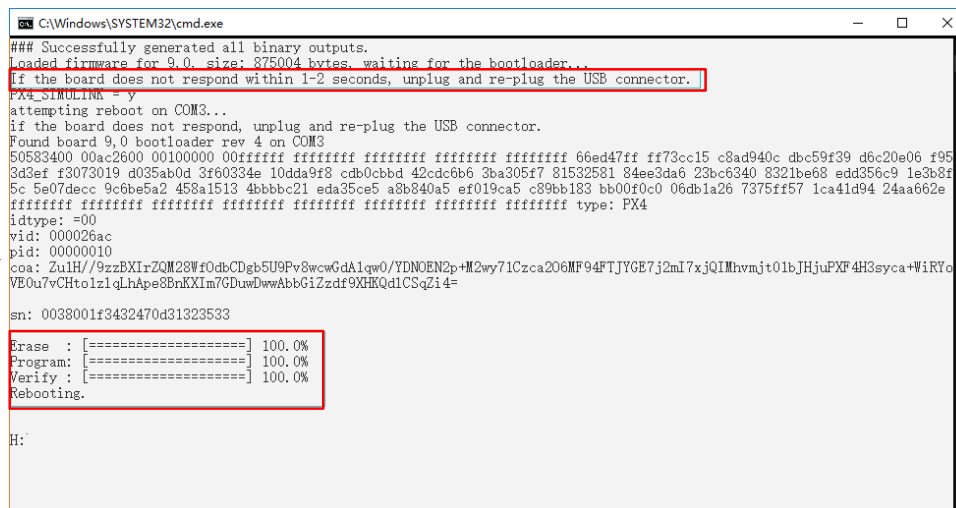 C:\Windows\SYSTEM32\cmd.exe
### Successfully generated all binary outputs.
Loaded firmware for 9,0, size: 875004 bytes, waiting for the bootloader...
If the board does not respond within 1-2 seconds, unplug and re-plug the USB connector.
PX4_SIMULINK = y
attempting reboot on COM3...
if the board does not respond, unplug and re-plug the USB connector.
Found board 9,0 bootloader rev 4 on COM3
50583400 00ac2600 00100000 00ffffff ffffffff ffffffff ffffffff ffffffff 66ed47ff ff73cc15 c8ad940c dbc59f39 d6c20e06 f95
3d3ef f3073019 d035ab0d 3f60334e 10dda9f8 cdb0cbbd 42cdc6b6 3ba305f7 81532581 84ee3da6 23bc6340 8321be68 edd356c9 1e3b8f
5c 5e07decc 9c6be5a2 458a1513 4bbbbc21 eda35ce5 a8b840a5 ef019ca5 c89bb183 bb00f0c0 06db1a26 7375ff57 1ca41d94 24aa662e
ffffffff ffffffff ffffffff ffffffff ffffffff ffffffff ffffffff ffffffff type: PX4
idtype: =00
vid: 000026ac
pid: 00000010
coa: Zu1H//9zzBXIrZQM28WfOdbCDgb5U9Pv8wcwGdA1qw0/YDNOEN2p+M2wy71Czca2O6MF94FTJYGE7j2mI7xjQIMhvmjt01bJHjuPXF4H3syca+WiRYo
VE0u7vCHto1z1qLhApe8BnKXIm7GDuwDwwAbbGiZzdf9XHKQd1CSqZi4=
sn: 0038001f3432470d31323533
Erase  : [====================] 100.0%
Program: [====================] 100.0%
Verify : [====================] 100.0%
Rebooting.
H: